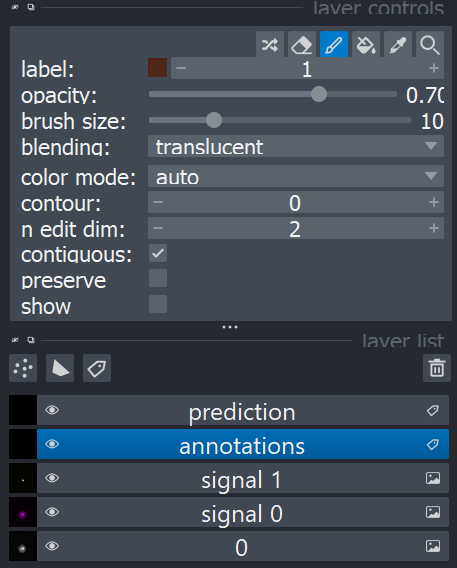 layer controls
label: 1
opacity: 0.70
brush size: 10
blending: translucent
color mode: auto
contour: 0
n edit dim: 2
contiguous:
preserve
show
layer list
prediction
annotations
signal 1
signal 0
0